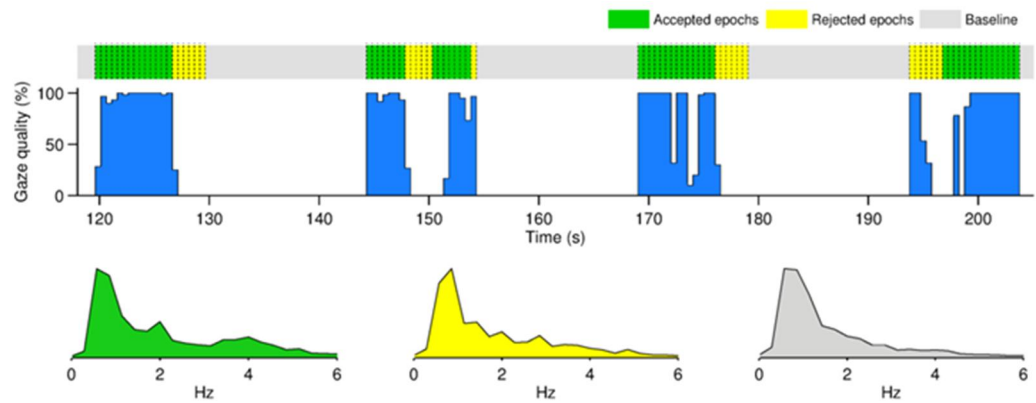 Accepted epochs Rejected epochs Baseline
Gaze quality (%)
100
50
0
120 130 140 150 160 170 180 190 200
Time (s)
0 2 4 6
Hz
0 2 4 6
Hz
0 2 4 6
Hz